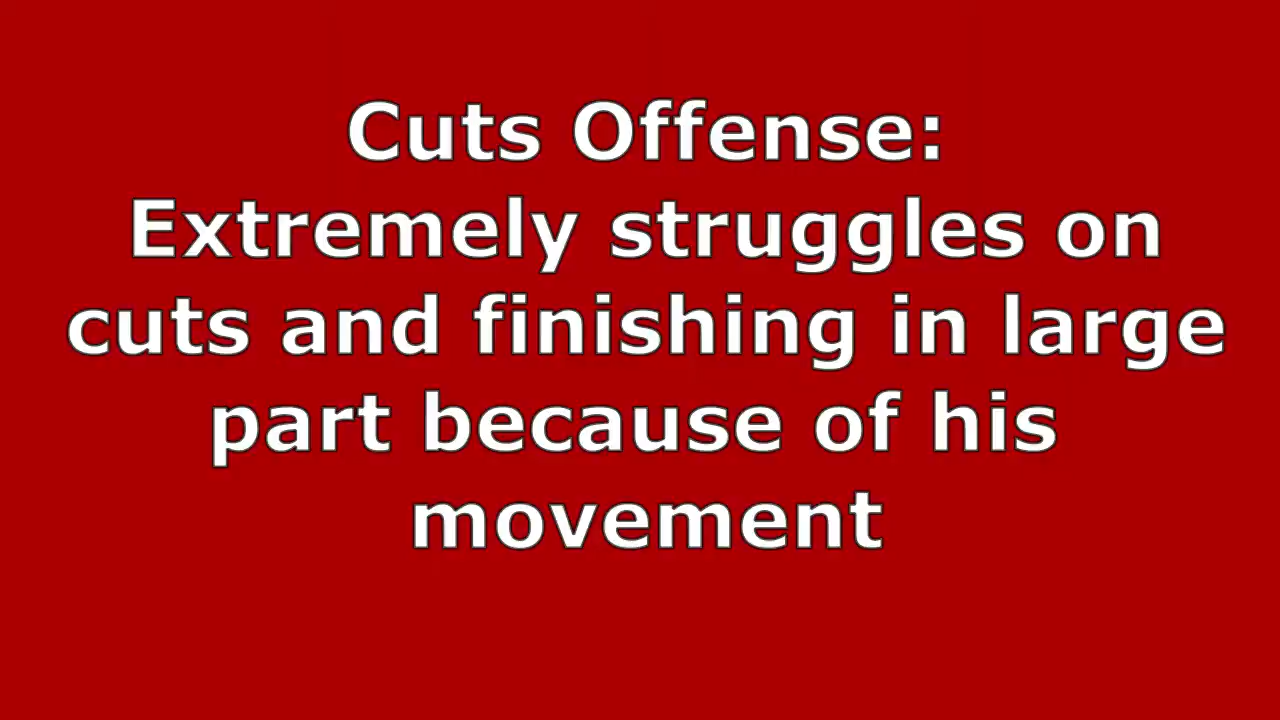 Cuts Offense:
Extremely struggles on
cuts and finishing in large
part because of his
movement